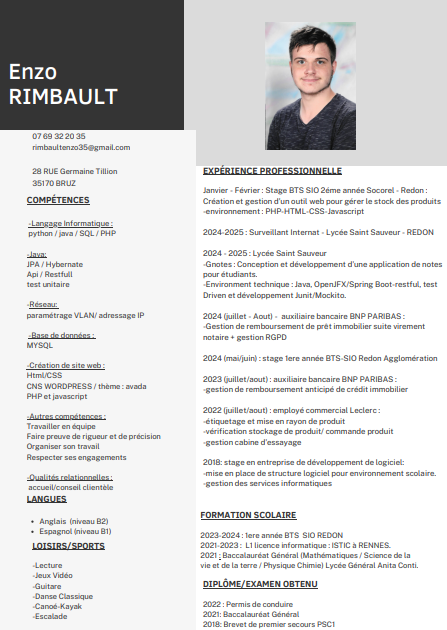 Enzo
RIMBAULT
07 69 32 20 35
rimbaultenzo35@gmail.com
28 RUE Germaine Tillion
35170 BRUZ
COMPÉTENCES
-Langage Informatique :
python / java / SQL / PHP
-Java:
JPA / Hybernate
Api / Restfull
test unitaire
-Réseau:
paramétrage VLAN/ adressage IP
-Base de données :
MYSQL
-Création de site web :
Html/CSS
CNS WORDPRESS / thème : avada
PHP et javascript
-Autres compétences :
Travailler en équipe
Faire preuve de rigueur et de précision
Organiser son travail
Respecter ses engagements
-Qualités relationnelles :
accueil/conseil clientèle
LANGUES
• Anglais (niveau B2)
• Espagnol (niveau B1)
LOISIRS/SPORTS
-Lecture
-Jeux Vidéo
-Guitare
-Danse Classique
-Canoé-Kayak
-Escalade
EXPÉRIENCE PROFESSIONNELLE
Janvier - Février : Stage BTS SIO 2éme année Socorel - Redon :
Création et gestion d'un outil web pour gérer le stock des produits
-environnement : PHP-HTML-CSS-Javascript
2024-2025 : Surveillant Internat - Lycée Saint Sauveur - REDON
2024 - 2025 : Lycée Saint Sauveur
-Gnotes : Conception et développement d'une application de notes
pour étudiants.
-Environnement technique : Java, OpenJFX/Spring Boot-restful, test
Driven et développement Junit/Mockito.
2024 (juillet - Aout) - auxiliaire bancaire BNP PARIBAS :
-Gestion de remboursement de prêt immobilier suite virement
notaire + gestion RGPD
2024 (mai/juin) : stage 1ere année BTS-SIO Redon Agglomération
2023 (juillet/aout) : auxiliaire bancaire BNP PARIBAS :
-gestion de remboursement anticipé de crédit immobilier
2022 (juillet/aout) : employé commercial Leclerc :
-étiquetage et mise en rayon de produit
-vérification stockage de produit/ commande produit
-gestion cabine d'essayage
2018: stage en entreprise de développement de logiciel:
-mise en place de structure logiciel pour environnement scolaire.
-gestion des services informatiques
FORMATION SCOLAIRE
2023-2024 : 1ere année BTS SIO REDON
2021-2023 : L1 licence informatique : ISTIC à RENNES.
2021 : Baccalauréat Général (Mathématiques / Science de la
vie et de la terre / Physique Chimie) Lycée Général Anita Conti.
DIPLÔME/EXAMEN OBTENU
2022 : Permis de conduire
2021: Baccalauréat Général
2018: Brevet de premier secours PSC1